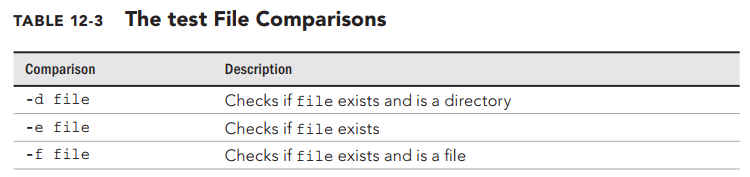 TABLE 12-3 The test File Comparisons
Comparison Description
-d file Checks if file exists and is a directory
-e file Checks if file exists
-f file Checks if file exists and is a file